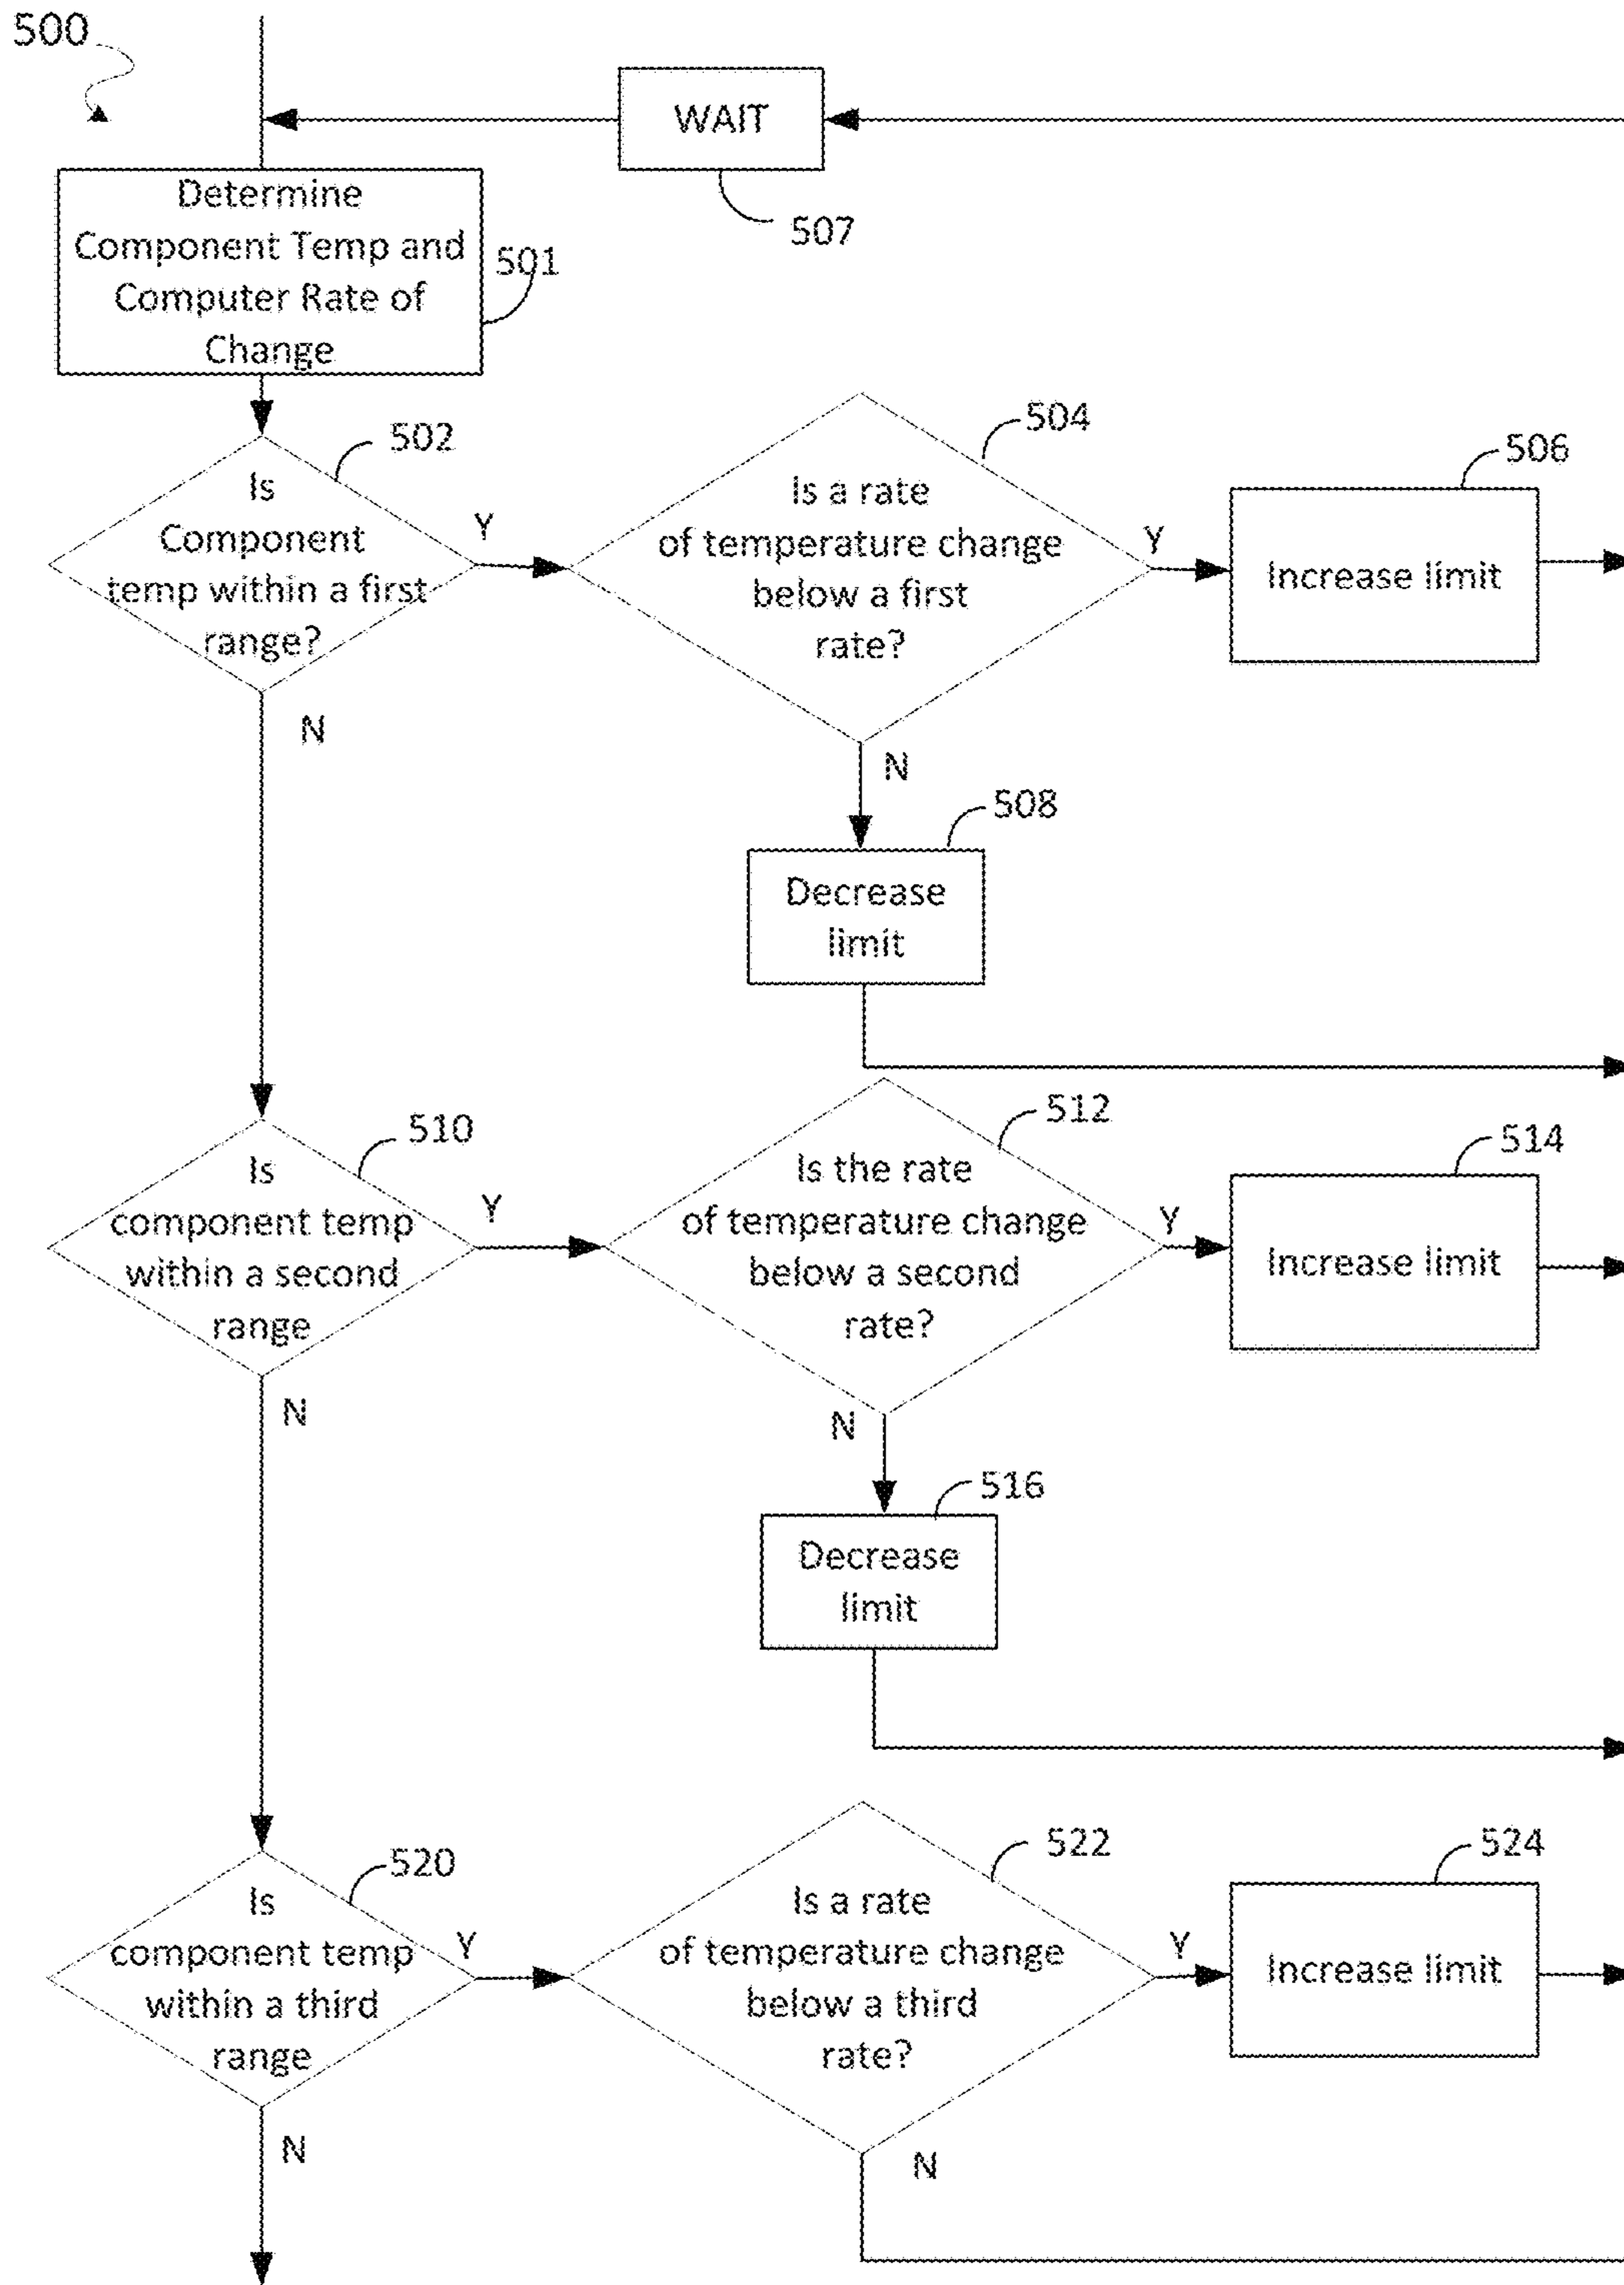 500
WAIT
507
Determine
Component Temp and
Computer Rate of
Change
501
502
Is
Component
temp within a first
range?
Y
N
504
Is a rate
of temperature change
below a first
rate?
Y
N
506
Increase limit
508
Decrease
limit
510
Is
component temp
within a second
range
Y
N
512
Is the rate
of temperature change
below a second
rate?
Y
N
514
Increase limit
516
Decrease
limit
520
Is
component temp
within a third
range
Y
N
522
Is a rate
of temperature change
below a third
rate?
Y
N
524
Increase limit